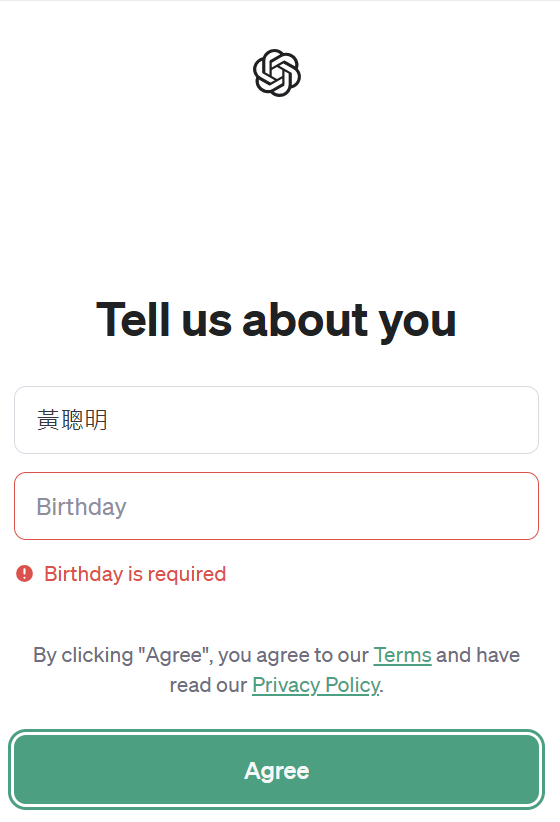 Tell us about you
黃聰明
Birthday
Birthday is required
By clicking "Agree", you agree to our Terms and have
read our Privacy Policy.
Agree